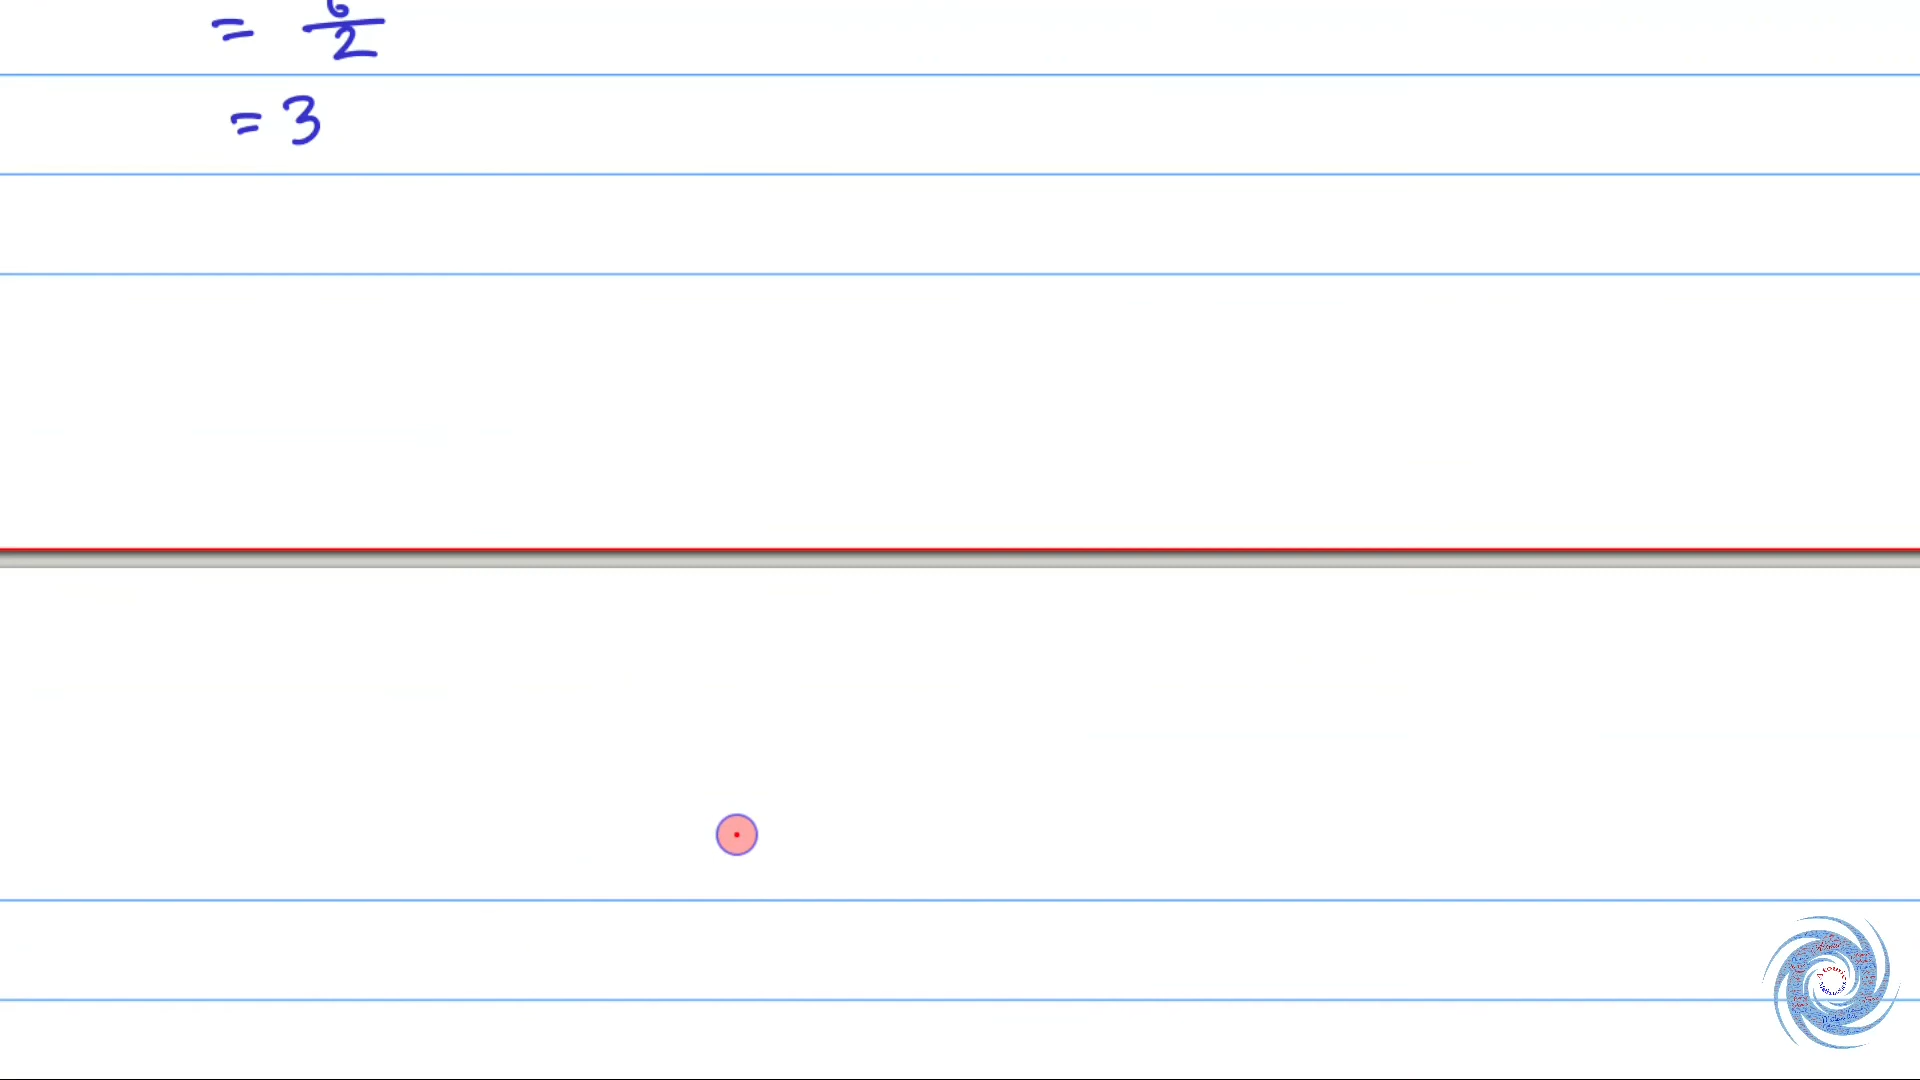 = 6/2
= 3